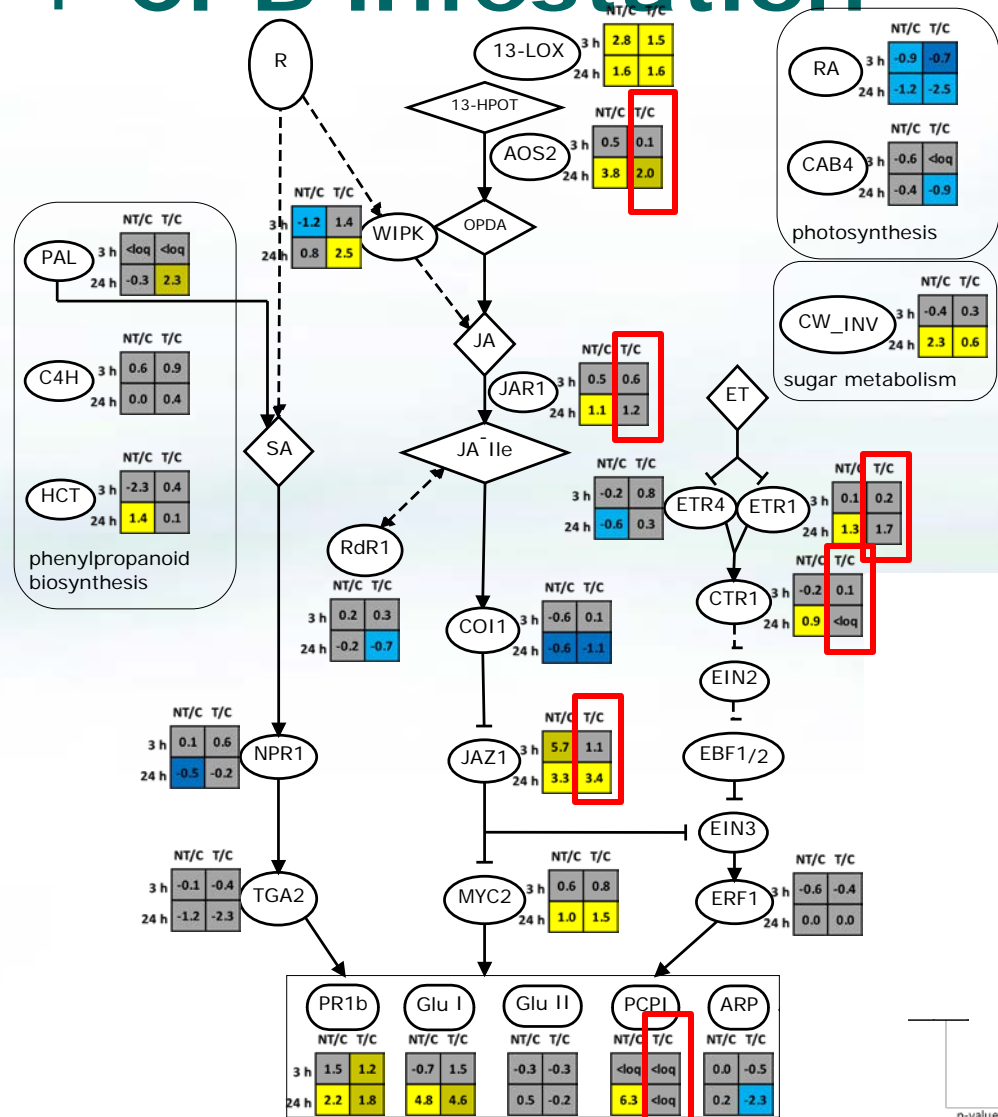 of PB infestation
R
13-LOX
NT/C T/C
3 h 2.8 1.5
24 h 1.6 1.6
13-HPOT
AOS2
NT/C T/C
3 h 0.5 0.1
24 h 3.8 2.0
OPDA
WIPK
NT/C T/C
3 h -1.2 1.4
24 h 0.8 2.5
JA
JAR1
NT/C T/C
3 h 0.5 0.6
24 h 1.1 1.2
JA-Ile
RdR1
NT/C T/C
3 h 0.2 0.3
24 h -0.2 -0.7
COI1
3 h -0.6 0.1
24 h -0.6 -1.1
JAZ1
NT/C T/C
3 h 5.7 1.1
24 h 3.3 3.4
MYC2
NT/C T/C
3 h 0.6 0.8
24 h 1.0 1.5
PAL
NT/C T/C
3 h <loq <loq
24 h -0.3 2.3
C4H
NT/C T/C
3 h 0.6 0.9
24 h 0.0 0.4
HCT
NT/C T/C
3 h -2.3 0.4
24 h 1.4 0.1
phenylpropanoid
biosynthesis
SA
NPR1
NT/C T/C
3 h 0.1 0.6
24 h -0.5 -0.2
TGA2
NT/C T/C
3 h -0.1 -0.4
24 h -1.2 -2.3
RA
NT/C T/C
3 h -0.9 -0.7
24 h -1.2 -2.5
CAB4
NT/C T/C
3 h -0.6 <loq
24 h -0.4 -0.9
photosynthesis
CW_INV
NT/C T/C
3 h -0.4 0.3
24 h 2.3 0.6
sugar metabolism
ET
ETR4
NT/C T/C
3 h -0.2 0.8
24 h -0.6 0.3
ETR1
NT/C T/C
3 h 0.1 0.2
24 h 1.3 1.7
CTR1
NT/C T/C
3 h -0.2 0.1
24 h 0.9 <loq
EIN2
EBF1/2
EIN3
ERF1
NT/C T/C
3 h -0.6 -0.4
24 h 0.0 0.0
PR1b Glu I Glu II PCPI ARP
NT/C T/C NT/C T/C NT/C T/C NT/C T/C NT/C T/C
3 h 1.5 1.2 -0.7 1.5 -0.3 -0.3 <loq <loq 0.0 -0.5
24 h 2.2 1.8 4.8 4.6 0.5 -0.2 6.3 <loq 0.2 -2.3
p-value